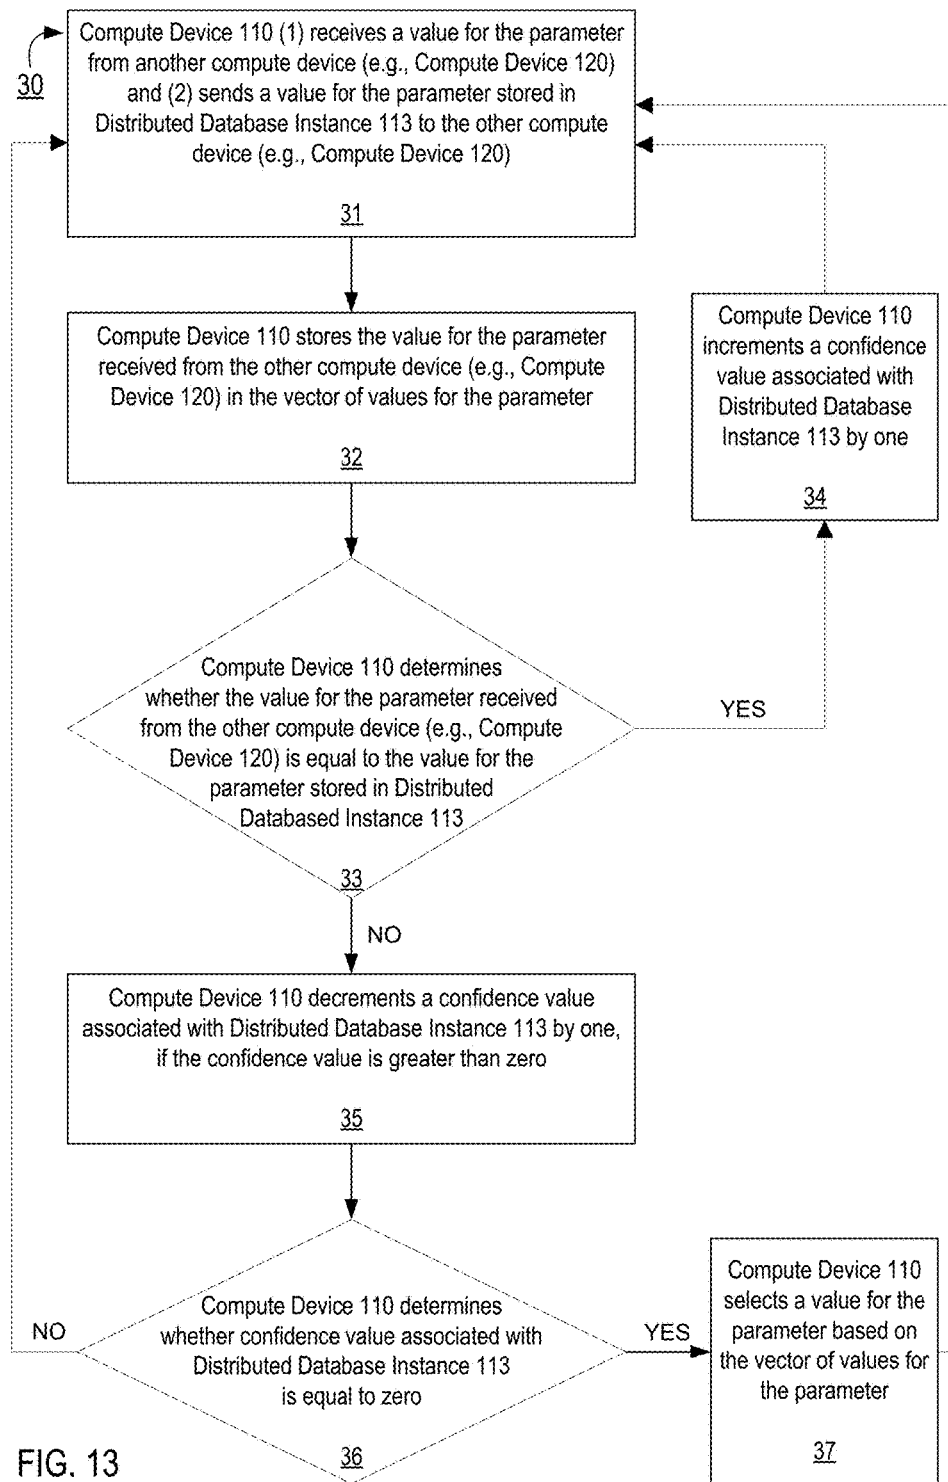 Compute Device 110 (1) receives a value for the parameter
from another compute device (e.g., Compute Device 120)
and (2) sends a value for the parameter stored in
Distributed Database Instance 113 to the other compute
device (e.g., Compute Device 120)
30
31
Compute Device 110 stores the value for the parameter
received from the other compute device (e.g., Compute
Device 120) in the vector of values for the parameter
32
Compute Device 110
increments a confidence
value associated with
Distributed Database
Instance 113 by one
34
Compute Device 110 determines
whether the value for the parameter received
from the other compute device (e.g., Compute
Device 120) is equal to the value for the
parameter stored in Distributed
Databased Instance 113
33
YES
NO
Compute Device 110 decrements a confidence value
associated with Distributed Database Instance 113 by one,
if the confidence value is greater than zero
35
Compute Device 110 determines
whether confidence value associated with
Distributed Database Instance 113
is equal to zero
36
NO
YES
Compute Device 110
selects a value for the
parameter based on
the vector of values for
the parameter
37
FIG. 13